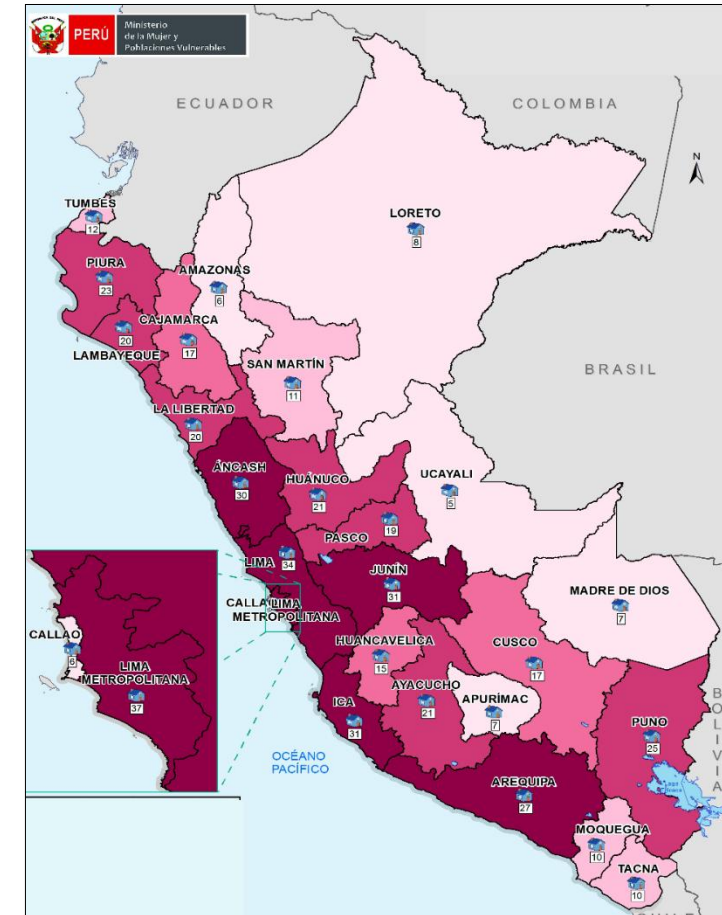 PERÚ
Ministerio
de la Mujer y
Poblaciones Vulnerables
ECUADOR
COLOMBIA
N
TUMBES
12
LORETO
8
PIURA
23
AMAZONAS
6
CAJAMARCA
17
20
LAMBAYEQUE
SAN MARTÍN
11
BRASIL
LA LIBERTAD
20
ÁNCASH
30
HUÁNUCO
21
UCAYALI
5
PASCO
19
LIMA
34
JUNÍN
31
MADRE DE DIOS
7
CALLA
LIMA
METROPOLITANA
CALLAO
6
LIMA
METROPOLITANA
37
HUANCAVELICA
15
CUSCO
17
AYACUCHO
21
APURÍMAC
7
ICA
31
PUNO
25
BOLIVIA
OCÉANO
PACÍFICO
AREQUIPA
27
MOQUEGUA
10
TACNA
10